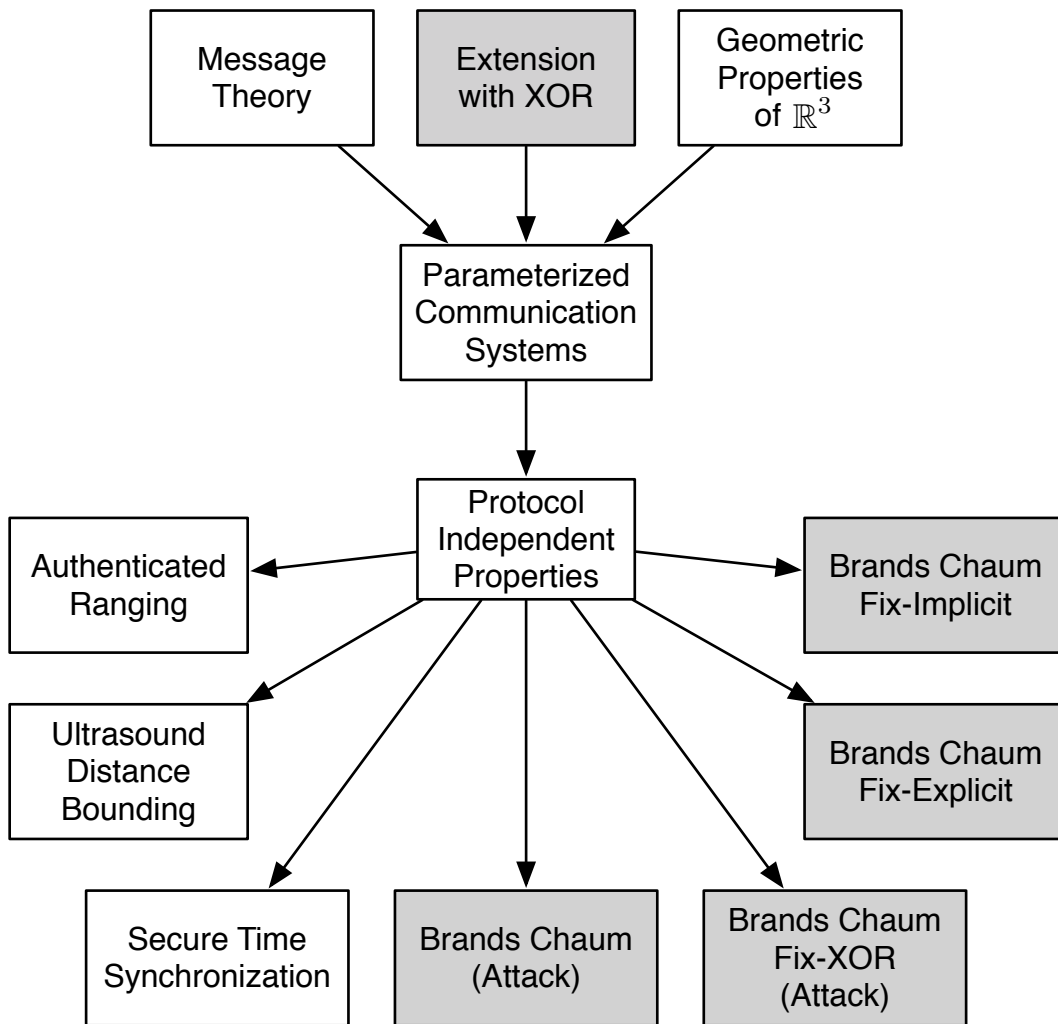 Message
Theory
Extension
with XOR
Geometric
Properties
of ℝ³
Parameterized
Communication
Systems
Protocol
Independent
Properties
Authenticated
Ranging
Brands Chaum
Fix-Implicit
Ultrasound
Distance
Bounding
Brands Chaum
Fix-Explicit
Secure Time
Synchronization
Brands Chaum
(Attack)
Brands Chaum
Fix-XOR
(Attack)